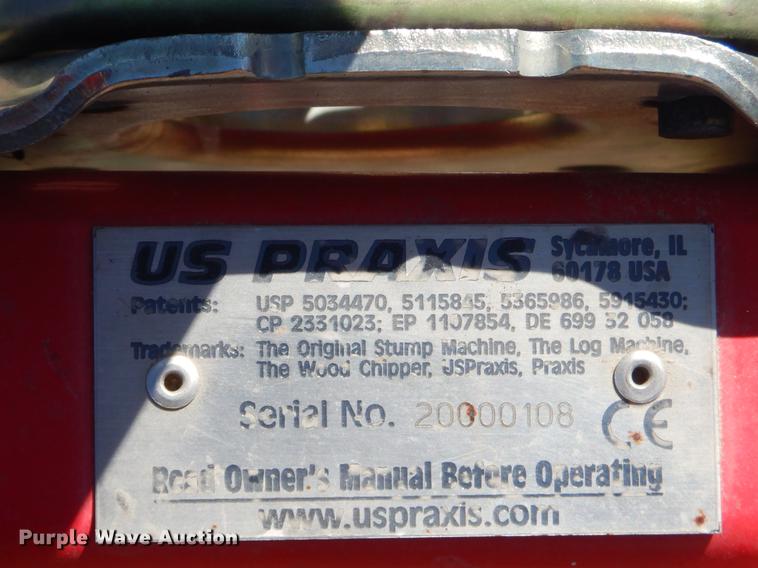 US PRAXIS Sycamore, IL
60178 USA
Patents: USP 5034470, 5115845, 5365986, 5915430;
CP 2331023; EP 1107854, DE 699 32 058
Trademarks: The Original Stump Machine, The Log Machine,
The Wood Chipper, USPraxis, Praxis
Serial No. 20000108 CE
Read Owner's Manual Before Operating
www.uspraxis.com
Purple Wave Auction